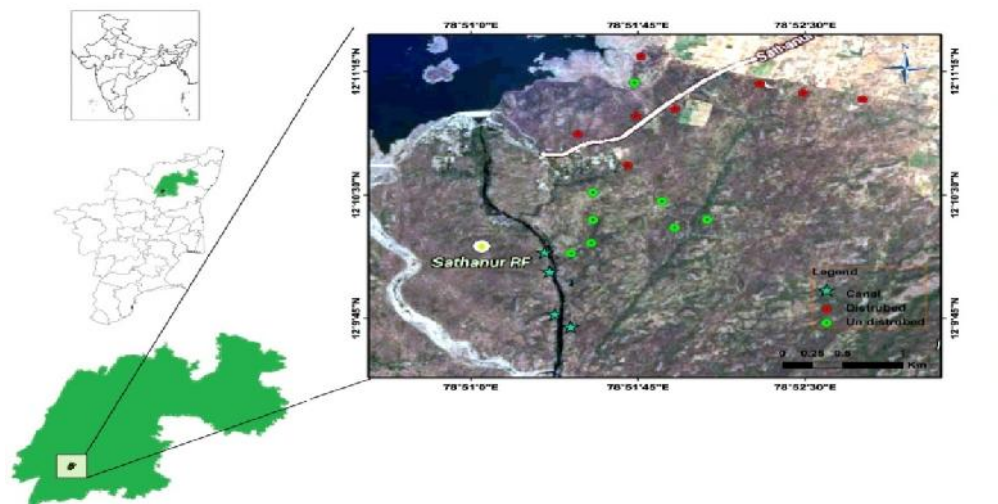 78°51'0"E 78°51'45"E 78°52'30"E
12°11'15"N 12°11'15"N
Sathanur
12°10'30"N 12°10'30"N
Sathanur RF
Legend
Canal
Distrubed
Un distrubed
12°9'45"N 12°9'45"N
0 0.25 0.5 1
Km
78°51'0"E 78°51'45"E 78°52'30"E